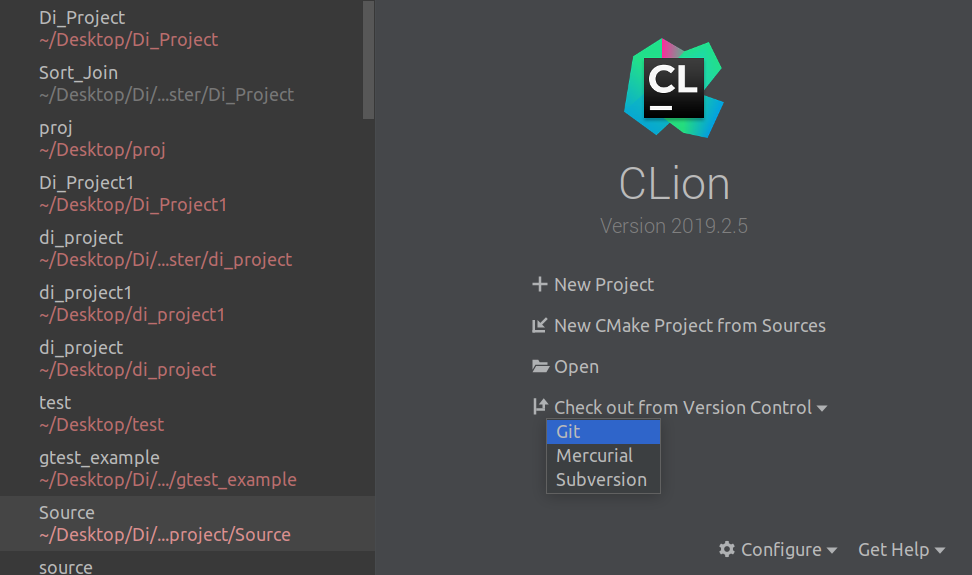 Di_Project
~/Desktop/Di_Project
Sort_Join
~/Desktop/Di/...ster/Di_Project
proj
~/Desktop/proj
Di_Project1
~/Desktop/Di_Project1
di_project
~/Desktop/Di/...ster/di_project
di_project1
~/Desktop/di_project1
di_project
~/Desktop/di_project
test
~/Desktop/test
gtest_example
~/Desktop/Di/.../gtest_example
Source
~/Desktop/Di/...project/Source
source
CL
CLion
Version 2019.2.5
New Project
New CMake Project from Sources
Open
Check out from Version Control
Git
Mercurial
Subversion
Configure
Get Help